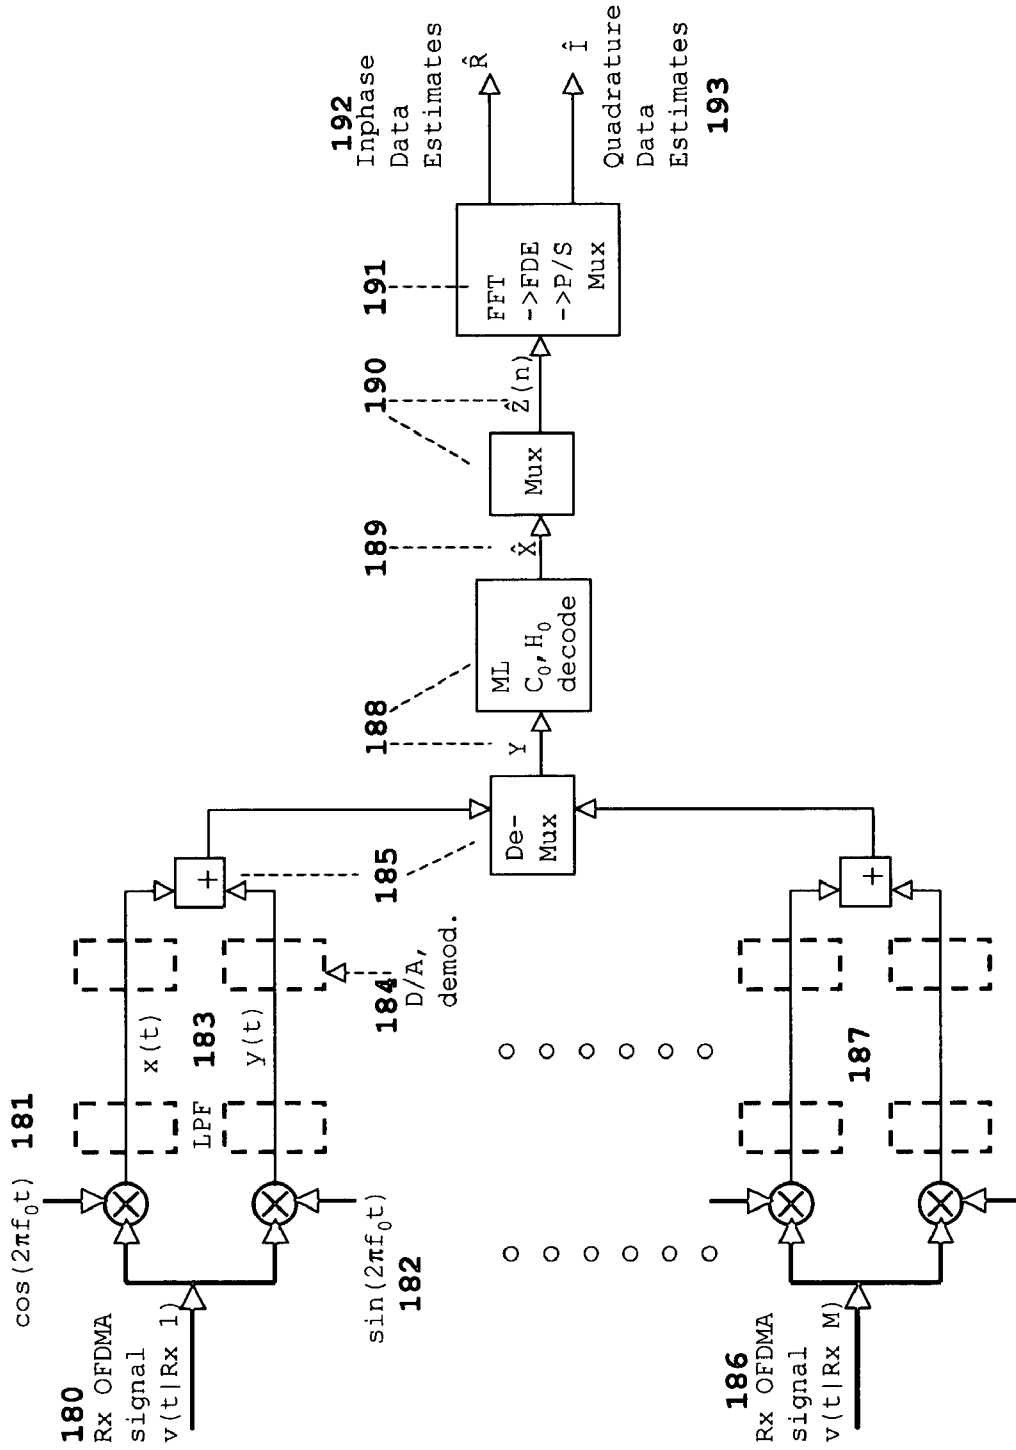 180
Rx OFDMA
signal
v(t|Rx 1)
cos(2πf₀t) 181
sin(2πf₀t)
182
LPF
x(t)
183
y(t)
184
D/A,
demod.
+
185
De-
Mux
Y
188
ML
C₀,H₀
decode
X̂
189
Mux
190
Ẑ(n)
191
FFT
->FDE
->P/S
Mux
192
Inphase
Data
Estimates
R̂
Î
Quadrature
Data
Estimates
193
186
Rx OFDMA
signal
v(t|Rx M)
187
+